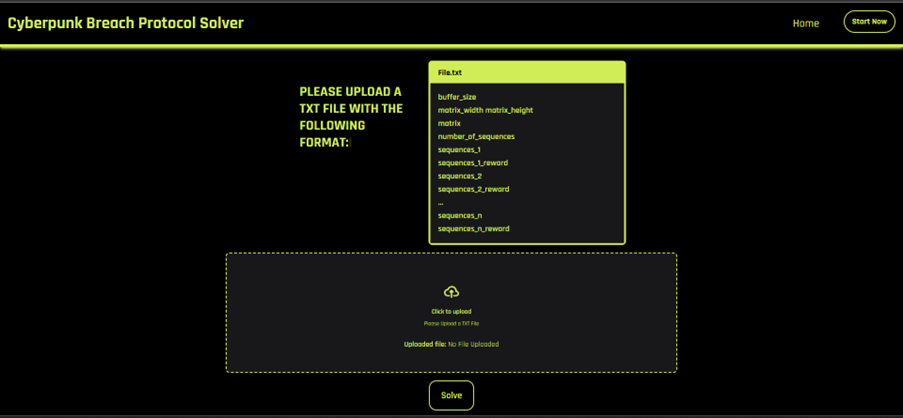 Cyberpunk Breach Protocol Solver
Home
Start Now
PLEASE UPLOAD A
TXT FILE WITH THE
FOLLOWING
FORMAT:
File.txt
buffer_size
matrix_width matrix_height
matrix
number_of_sequences
sequences_1
sequences_1_reward
sequences_2
sequences_2_reward
...
sequences_n
sequences_n_reward
Click to upload
Please Upload a TXT File
Uploaded file: No File Uploaded
Solve